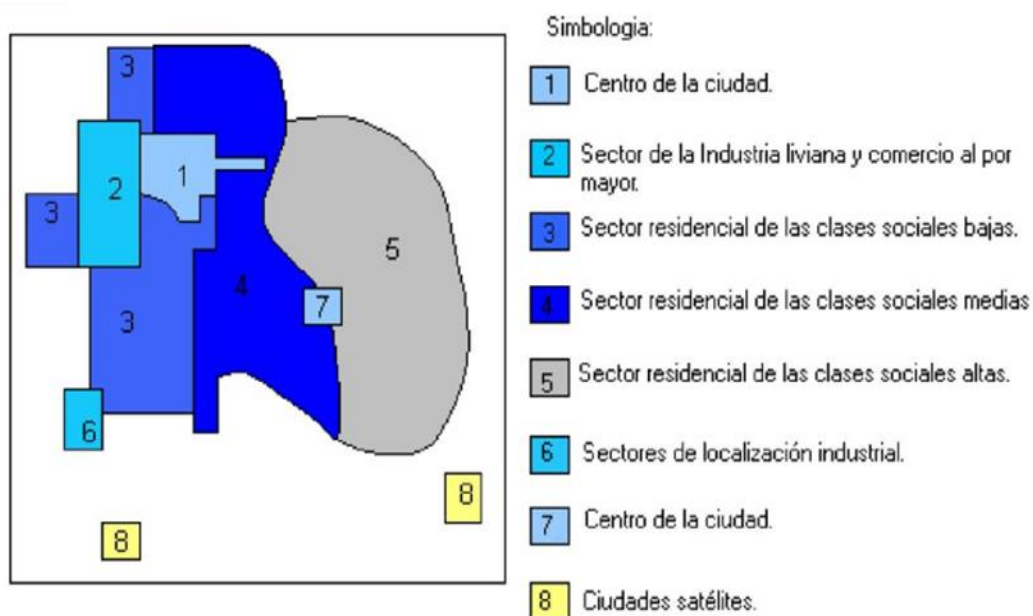 Simbologia:
1 Centro de la ciudad.
2 Sector de la Industria liviana y comercio al por
mayor.
3 Sector residencial de las clases sociales bajas.
4 Sector residencial de las clases sociales medias
5 Sector residencial de las clases sociales altas.
6 Sectores de localización industrial.
7 Centro de la ciudad.
8 Ciudades satélites.
3
1
2
3
5
4
7
3
6
8
8